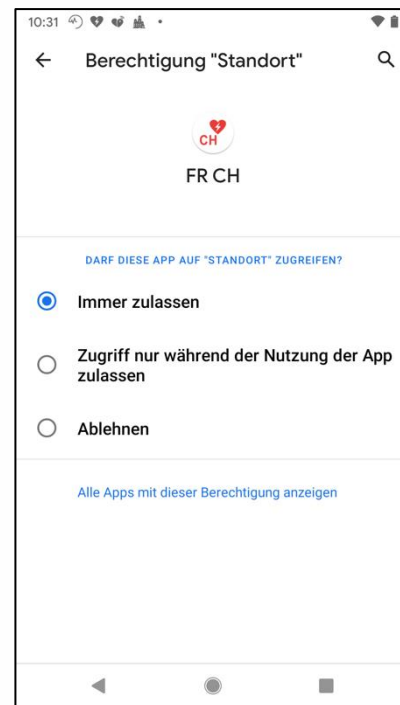 10:31
Berechtigung "Standort"
CH
FR CH
DARF DIESE APP AUF "STANDORT" ZUGREIFEN?
Immer zulassen
Zugriff nur während der Nutzung der App
zulassen
Ablehnen
Alle Apps mit dieser Berechtigung anzeigen